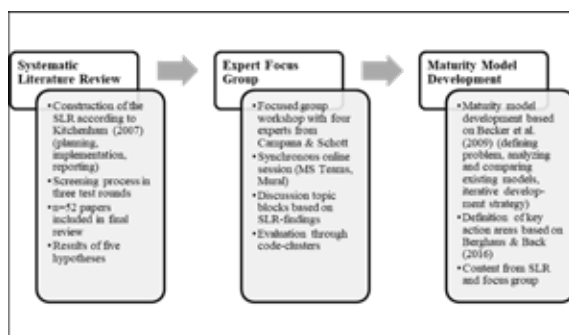 Systematic
Literature Review
• Construction of the
SLR according to
Kitchenham (2007)
(planning,
implementation,
reporting)
• Screening process in
three test rounds
• n=52 papers
included in final
review
• Results of five
hypotheses
Expert Focus
Group
• Focused group
workshop with four
experts from
Campana & Schott
• Synchronous online
session (MS Teams,
Mural)
• Discussion topic
blocks based on
SLR-findings
• Evaluation through
code-clusters
Maturity Model
Development
• Maturity model
development based
on Becker et al.
(2009) (defining
problem, analyzing
and comparing
existing models,
iterative develop-
ment strategy)
• Definition of key
action areas based on
Berghaus & Back
(2016)
• Content from SLR
and focus group